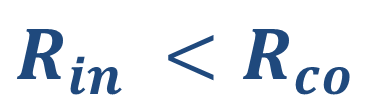 R_in < R_co